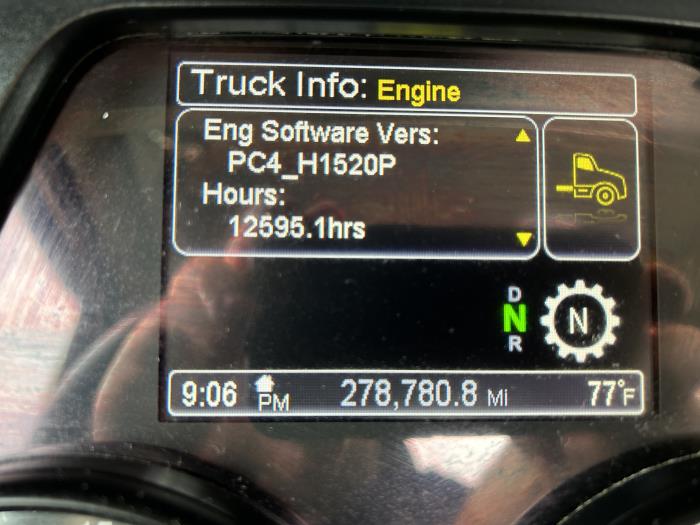 Truck Info: Engine
Eng Software Vers:
PC4_H1520P
Hours:
12595.1hrs
D
N
R
N
9:06 PM 278,780.8 Mi 77°F